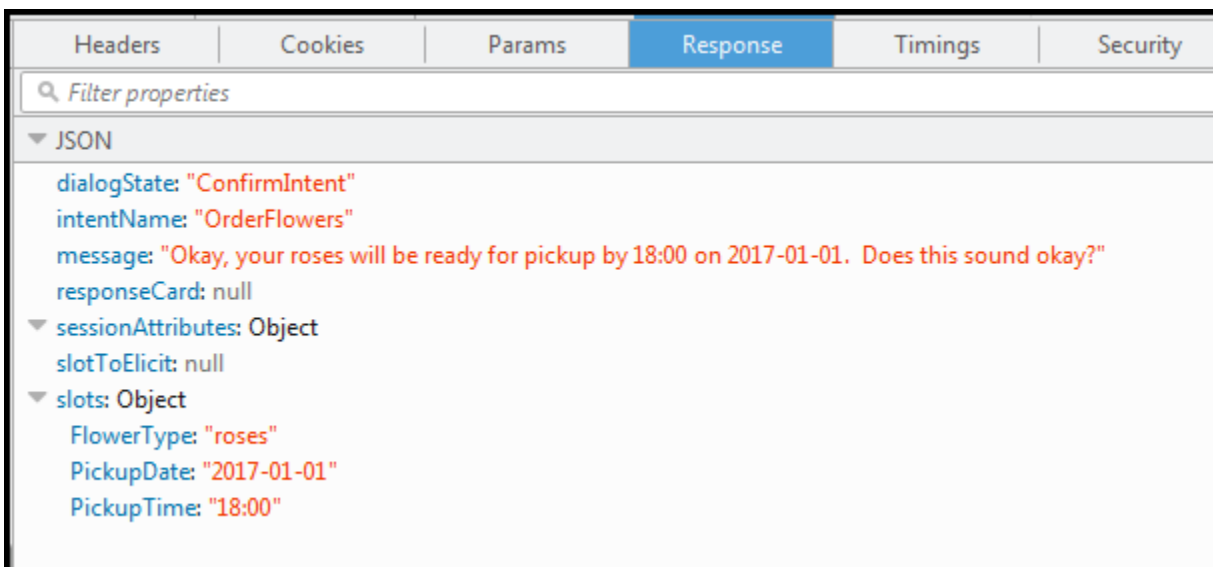 Headers Cookies Params Response Timings Security
Filter properties
JSON
dialogState: "ConfirmIntent"
intentName: "OrderFlowers"
message: "Okay, your roses will be ready for pickup by 18:00 on 2017-01-01.  Does this sound okay?"
responseCard: null
sessionAttributes: Object
slotToElicit: null
slots: Object
FlowerType: "roses"
PickupDate: "2017-01-01"
PickupTime: "18:00"